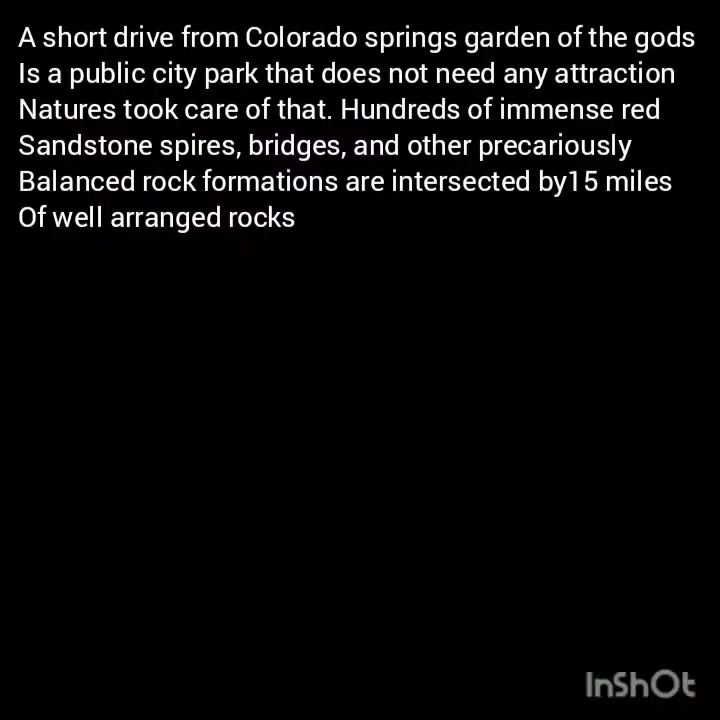 A short drive from Colorado springs garden of the gods
Is a public city park that does not need any attraction
Natures took care of that. Hundreds of immense red
Sandstone spires, bridges, and other precariously
Balanced rock formations are intersected by15 miles
Of well arranged rocks
InShOt